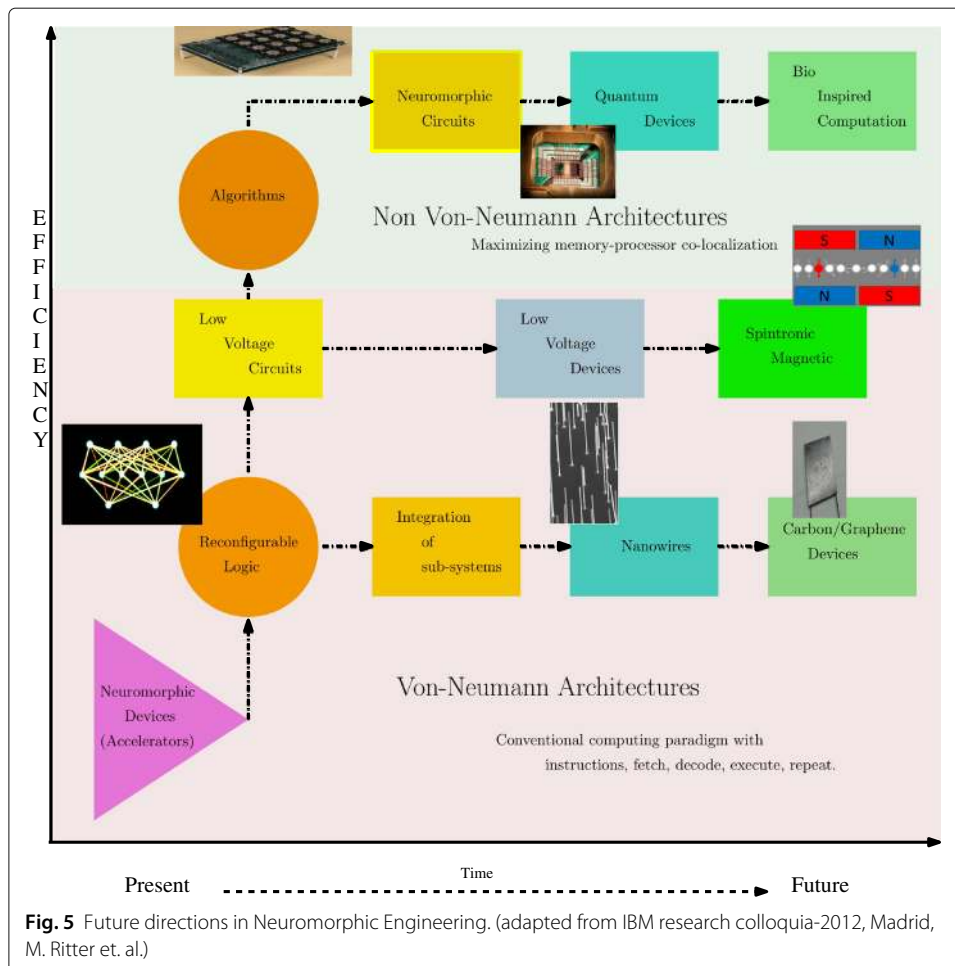 EFFICIENCY
Neuromorphic
Circuits
Quantum
Devices
Bio
Inspired
Computation
Algorithms
Non Von-Neumann Architectures
Maximizing memory-processor co-localization
S N
N S
Low
Voltage
Circuits
Low
Voltage
Devices
Spintronic
Magnetic
Reconfigurable
Logic
Integration
of
sub-systems
Nanowires
Carbon/Graphene
Devices
Neuromorphic
Devices
(Accelerators)
Von-Neumann Architectures
Conventional computing paradigm with
instructions, fetch, decode, execute, repeat.
Present
Time
Future
Fig. 5 Future directions in Neuromorphic Engineering. (adapted from IBM research colloquia-2012, Madrid,
M. Ritter et. al.)